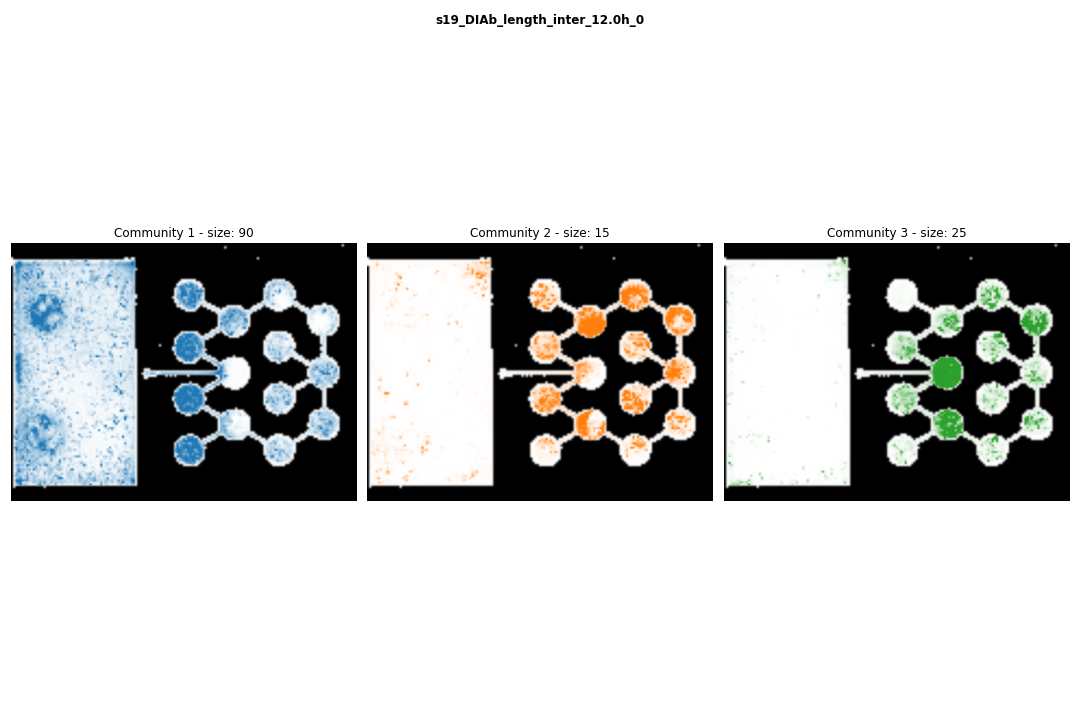 s19_DIAb_length_inter_12.0h_0
Community 1 - size: 90
Community 2 - size: 15
Community 3 - size: 25